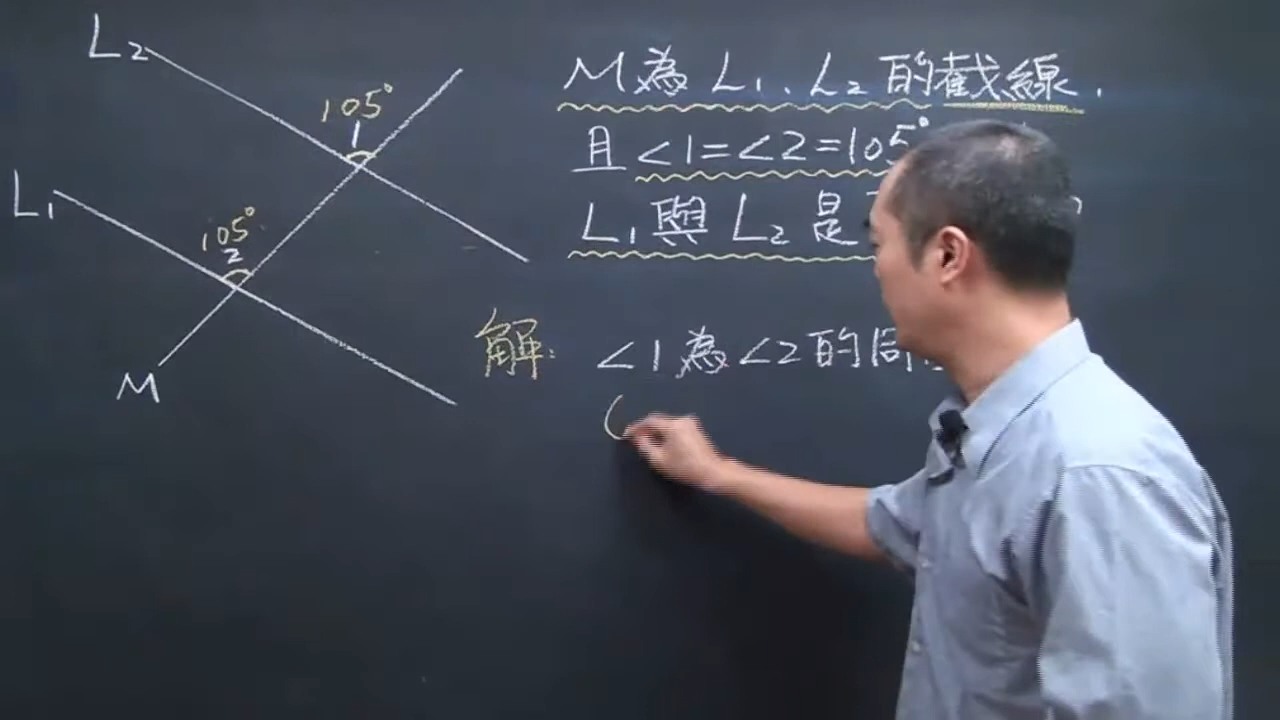 L₂
105°
1
L₁
105°
2
M
M為L₁、L₂的截線,
且∠1=∠2=105°
L₁與L₂是
解:∠1為∠2的同
(